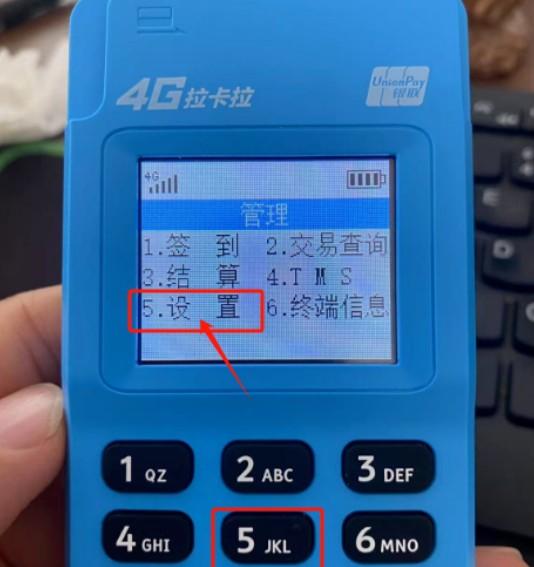 4G拉卡拉
UnionPay
银联
4G
管理
1.签 到 2.交易查询
3.结 算 4.T M S
5.设 置 6.终端信息
1 QZ 2 ABC 3 DEF
4 GHI 5 JKL 6 MNO
E
D